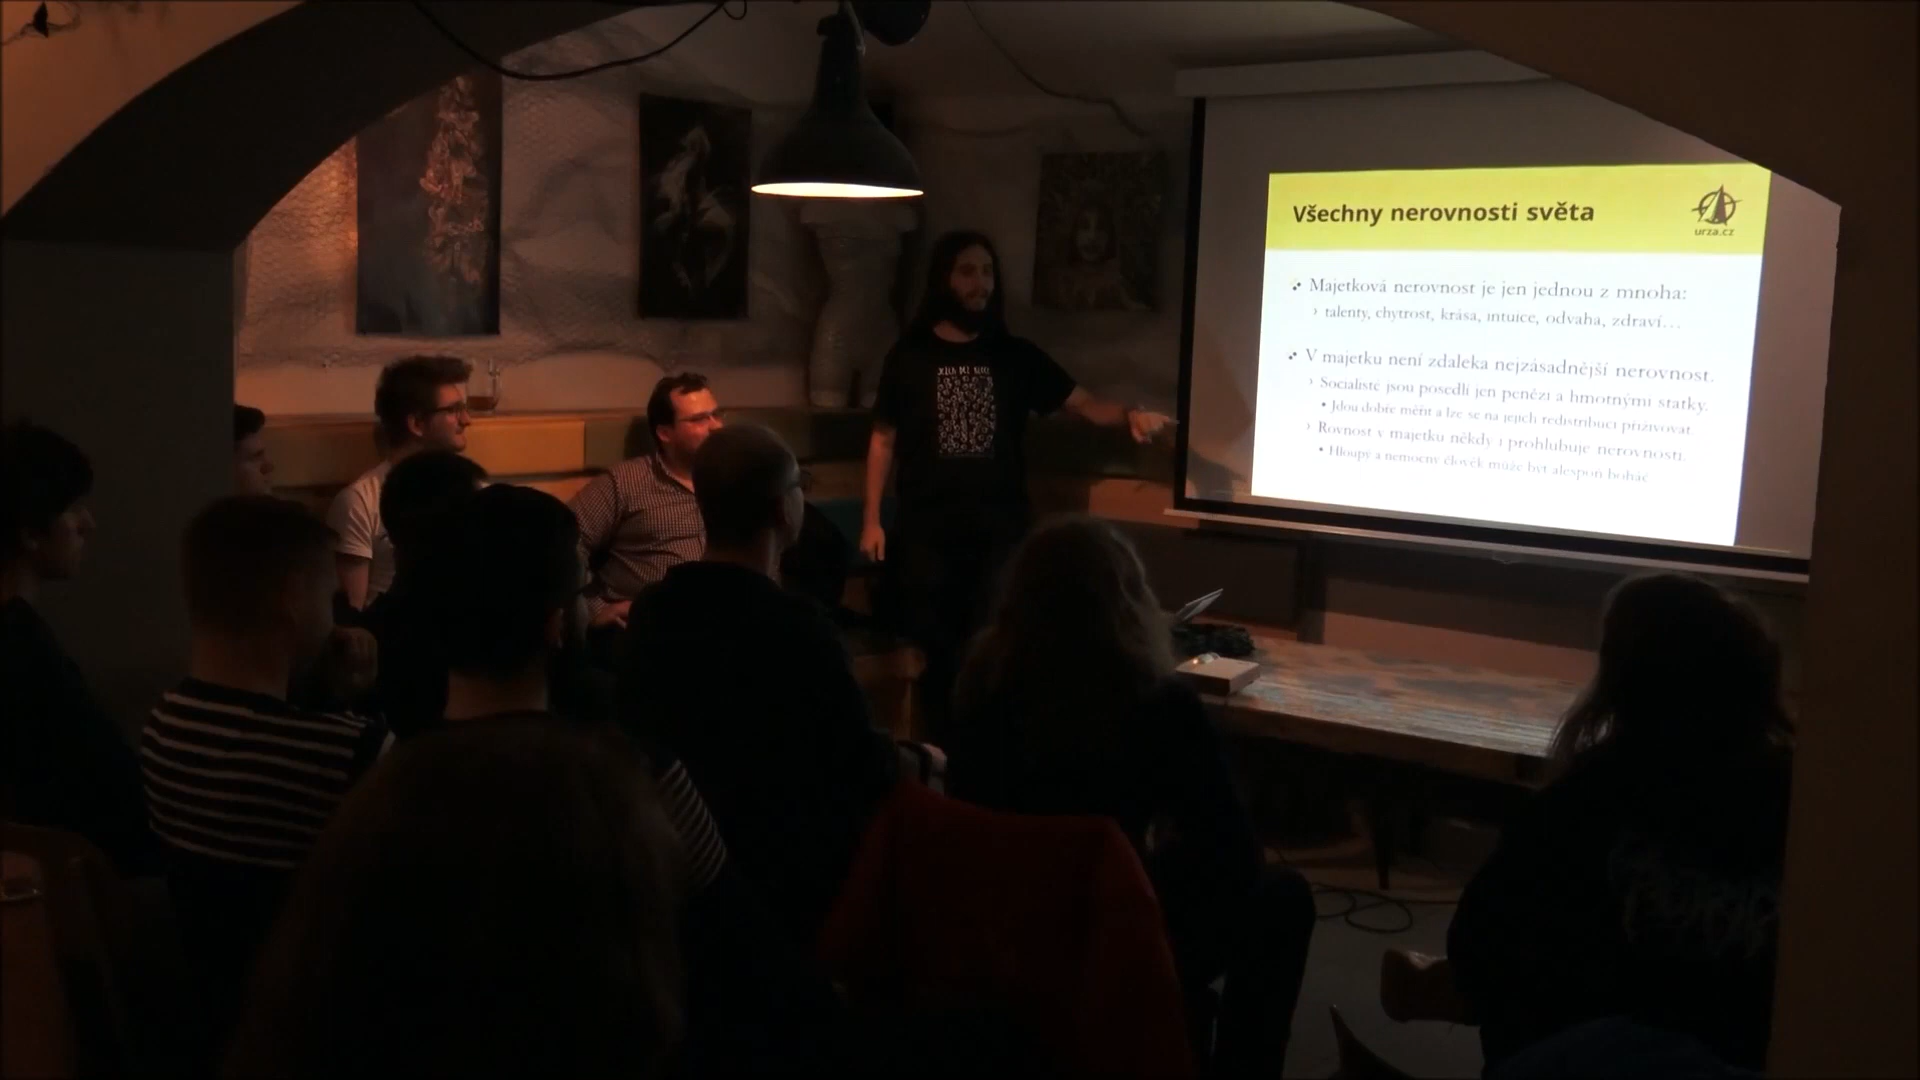 Všechny nerovnosti světa
urza.cz
Majetková nerovnost je jen jednou z mnoha:
talenty, chytrost, krása, intuice, odvaha, zdraví…
V majetku není zdaleka nejzásadnější nerovnost.
Socialisté jsou posedlí jen penězi a hmotnými statky.
Jdou dobře měřit a lze se na jejich redistribuci přiživovat.
Rovnost v majetku někdy i prohlubuje nerovnosti.
Hloupý a nemocný člověk může být alespoň boháč